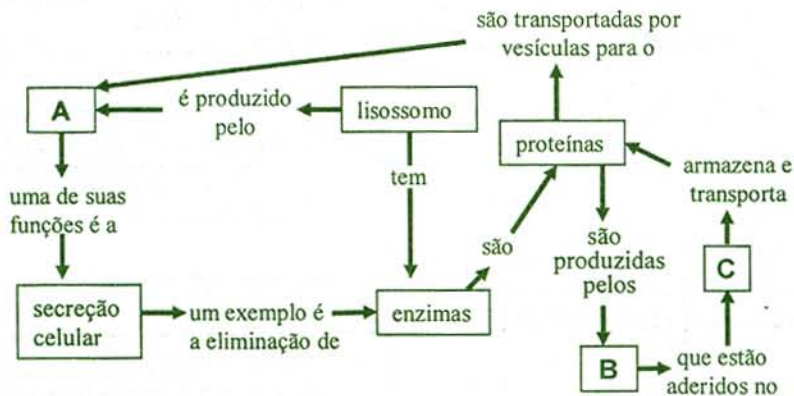 são transportadas por
vesículas para o
A
é produzido
pelo
lisossomo
proteínas
armazena e
transporta
tem
uma de suas
funções é a
são
são
produzidas
pelos
C
secreção
celular
um exemplo é
a eliminação de
enzimas
B
que estão
aderidos no